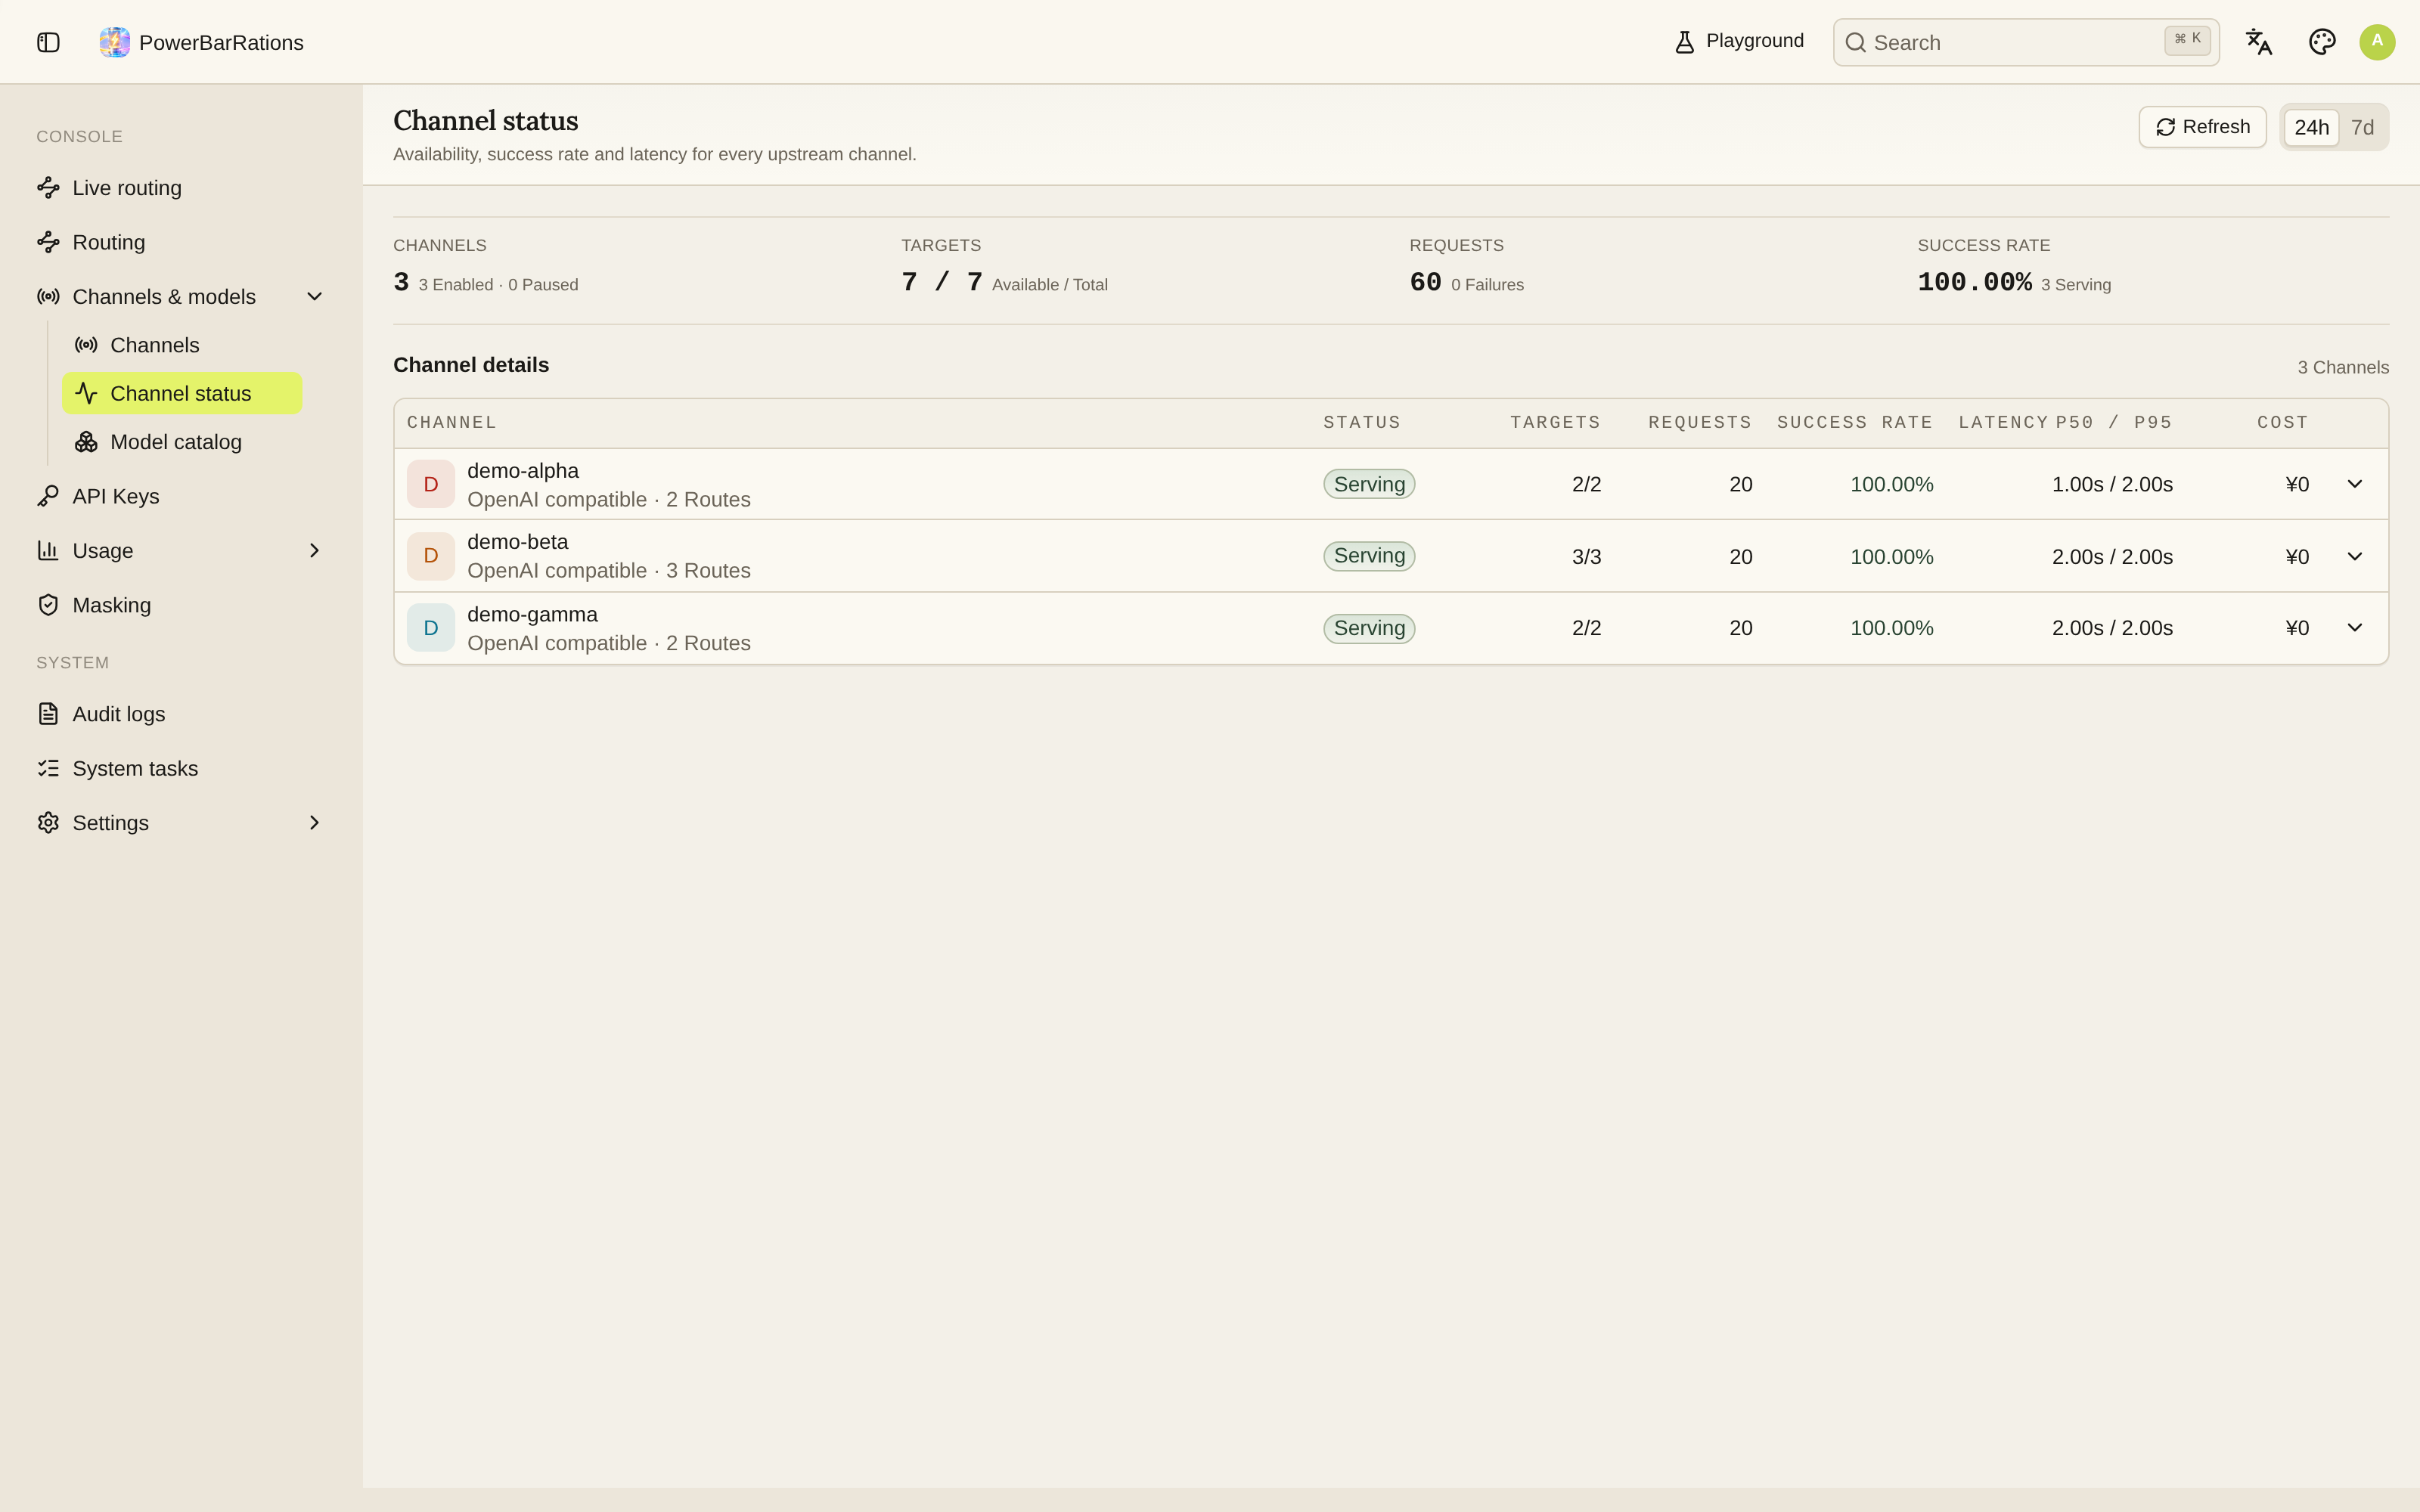 PowerBarRations
Playground
Search
⌘ K
A
CONSOLE
Live routing
Routing
Channels & models
Channels
Channel status
Model catalog
API Keys
Usage
Masking
SYSTEM
Audit logs
System tasks
Settings
Channel status
Availability, success rate and latency for every upstream channel.
Refresh
24h 7d
CHANNELS
3 3 Enabled · 0 Paused
TARGETS
7 / 7 Available / Total
REQUESTS
60 0 Failures
SUCCESS RATE
100.00% 3 Serving
Channel details
3 Channels
CHANNEL STATUS TARGETS REQUESTS SUCCESS RATE LATENCY P50 / P95 COST
D demo-alpha
OpenAI compatible · 2 Routes
Serving 2/2 20 100.00% 1.00s / 2.00s ¥0
D demo-beta
OpenAI compatible · 3 Routes
Serving 3/3 20 100.00% 2.00s / 2.00s ¥0
D demo-gamma
OpenAI compatible · 2 Routes
Serving 2/2 20 100.00% 2.00s / 2.00s ¥0